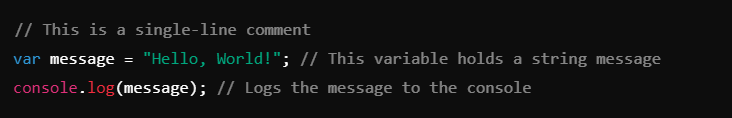 // This is a single-line comment
var message = "Hello, World!"; // This variable holds a string message
console.log(message); // Logs the message to the console